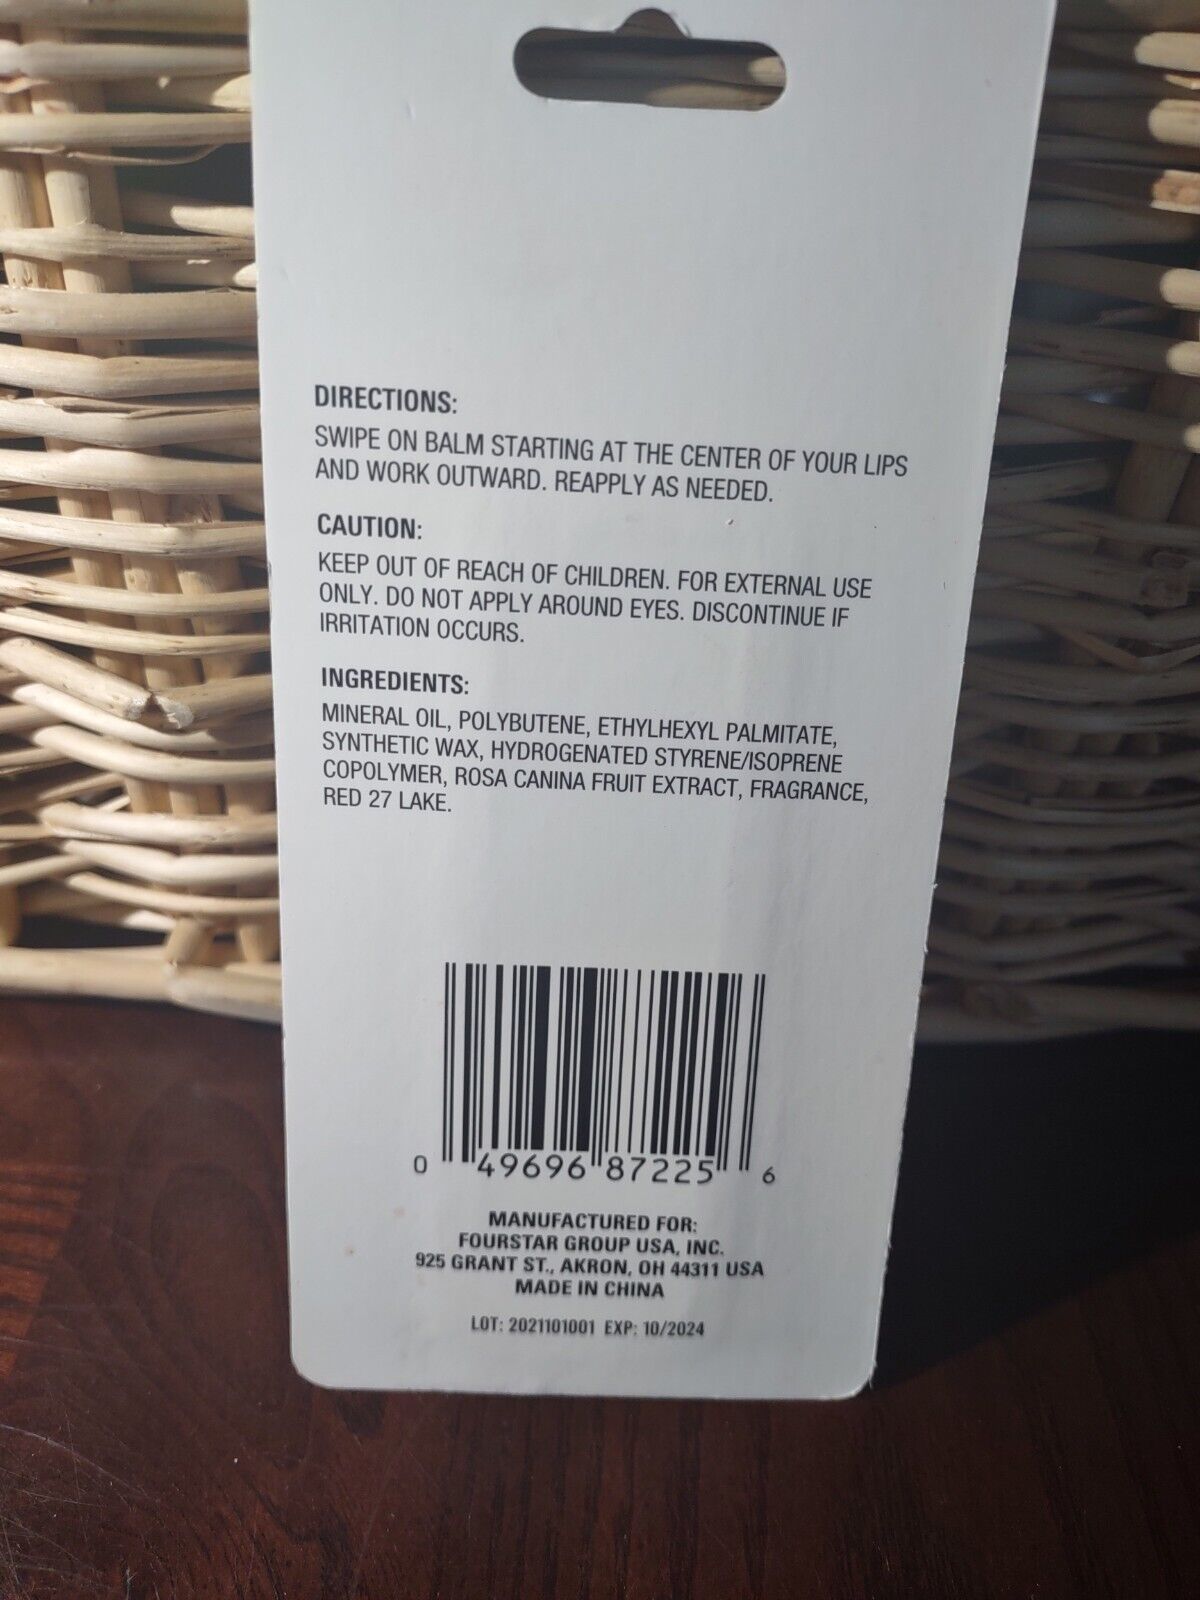 DIRECTIONS:
SWIPE ON BALM STARTING AT THE CENTER OF YOUR LIPS
AND WORK OUTWARD. REAPPLY AS NEEDED.
CAUTION:
KEEP OUT OF REACH OF CHILDREN. FOR EXTERNAL USE
ONLY. DO NOT APPLY AROUND EYES. DISCONTINUE IF
IRRITATION OCCURS.
INGREDIENTS:
MINERAL OIL, POLYBUTENE, ETHYLHEXYL PALMITATE,
SYNTHETIC WAX, HYDROGENATED STYRENE/ISOPRENE
COPOLYMER, ROSA CANINA FRUIT EXTRACT, FRAGRANCE,
RED 27 LAKE.
0 49696 87225 6
MANUFACTURED FOR:
FOURSTAR GROUP USA, INC.
925 GRANT ST., AKRON, OH 44311 USA
MADE IN CHINA
LOT: 2021101001 EXP: 10/2024